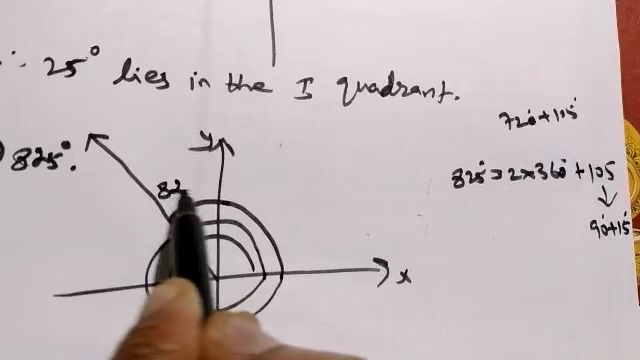 ∴ 25° lies in the I quadrant.
720°+105°
) 825°.
y
82
825° = 2×360° + 105
↓
90+15°
x